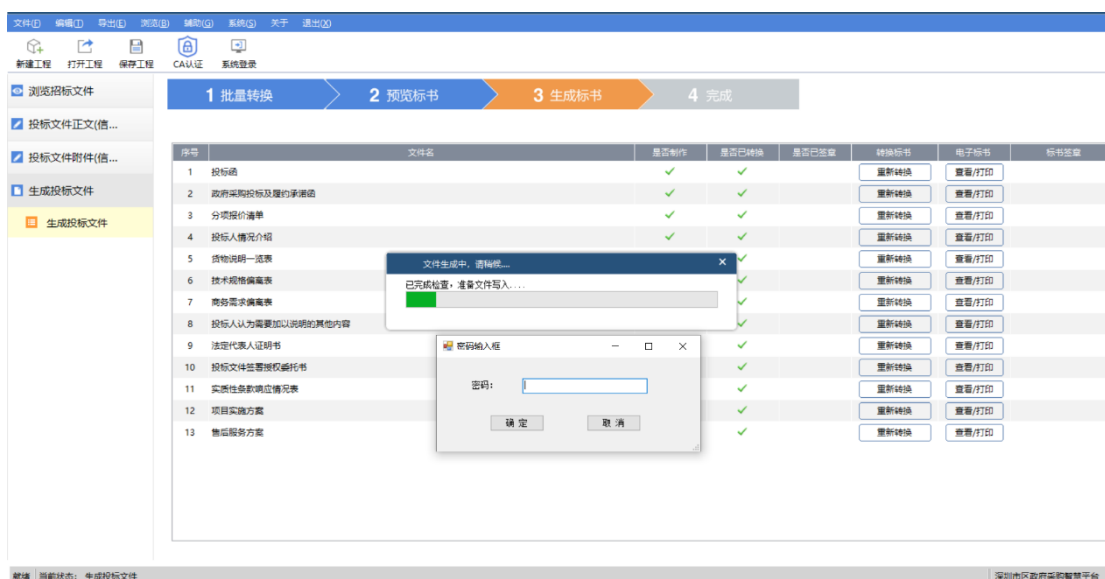 文件(F) 编辑(T) 导出(E) 浏览(B) 辅助(G) 系统(S) 关于 退出(X)
新建工程 打开工程 保存工程 CA认证 系统登录
浏览招标文件
投标文件正文(信...
投标文件附件(信...
生成投标文件
生成投标文件
1 批量转换 2 预览标书 3 生成标书 4 完成
序号 文件名 是否制作 是否已转换 是否已签章 转换标书 电子标书 标书签章
1 投标函 重新转换 查看/打印
2 政府采购投标及履约承诺函 重新转换 查看/打印
3 分项报价清单 重新转换 查看/打印
4 投标人情况介绍 重新转换 查看/打印
5 货物说明一览表 重新转换 查看/打印
6 技术规格偏离表 重新转换 查看/打印
7 商务需求偏离表 重新转换 查看/打印
8 投标人认为需要加以说明的其他内容 重新转换 查看/打印
9 法定代表人证明书 重新转换 查看/打印
10 投标文件签署授权委托书 重新转换 查看/打印
11 实质性条款响应情况表 重新转换 查看/打印
12 项目实施方案 重新转换 查看/打印
13 售后服务方案 重新转换 查看/打印
文件生成中，请稍候....
已完成检查，准备文件写入....
密码输入框
密码：
确 定 取 消
就绪 当前状态： 生成投标文件 深圳市区政府采购智慧平台